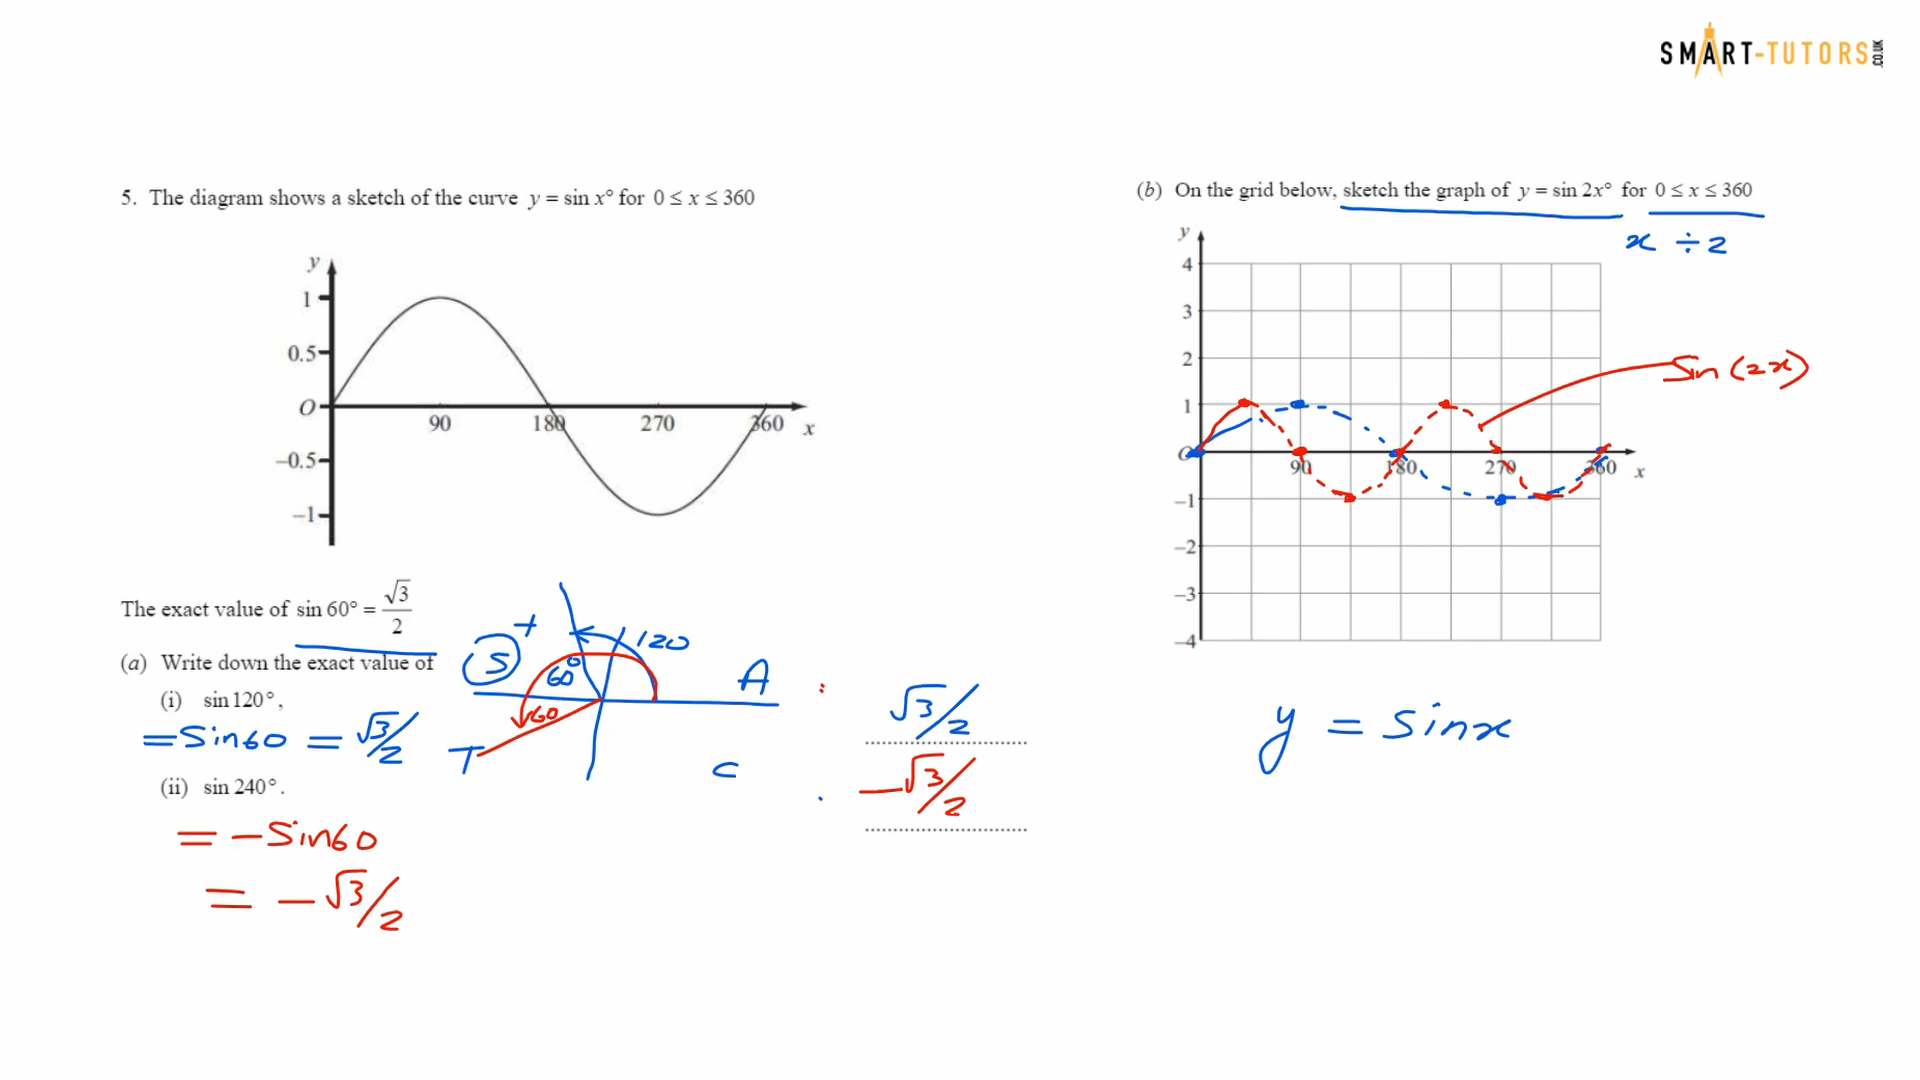 SMART-TUTORS.CO.UK
5. The diagram shows a sketch of the curve y = sin x° for 0 ≤ x ≤ 360
y
1
0.5
O
90 180 270 360 x
−0.5
−1
The exact value of sin 60° = √3/2
(a) Write down the exact value of
(i) sin 120°,
= Sin60 = √3/2
(ii) sin 240°.
= −Sin60
= −√3/2
S +
120
60°
A
60
T
C
√3/2
−√3/2
(b) On the grid below, sketch the graph of y = sin 2x° for 0 ≤ x ≤ 360
x ÷ 2
y
4
3
2
Sin (2x)
1
O
90 180 270 360 x
−1
−2
−3
−4
y = Sinx